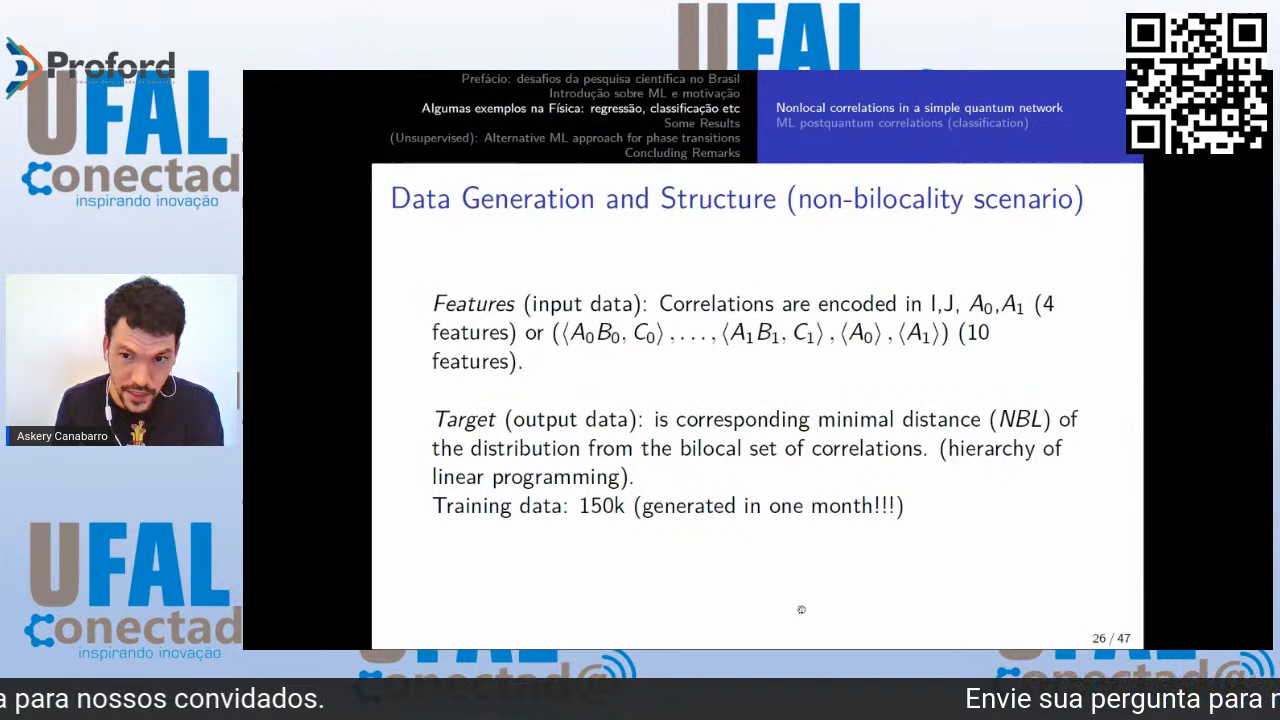 UFAL
Proford
UFAL
conectad
inspirando inovação
Prefácio: desafios da pesquisa científica no Brasil
Introdução sobre ML e motivação
Algumas exemplos na Física: regressão, classificação etc
Some Results
(Unsupervised): Alternative ML approach for phase transitions
Concluding Remarks
Nonlocal correlations in a simple quantum network
ML postquantum correlations (classification)
Data Generation and Structure (non-bilocality scenario)
Features (input data): Correlations are encoded in I,J, A₀,A₁ (4
features) or (⟨A₀B₀, C₀⟩ , . . . , ⟨A₁B₁, C₁⟩ , ⟨A₀⟩ , ⟨A₁⟩) (10
features).
Target (output data): is corresponding minimal distance (NBL) of
the distribution from the bilocal set of correlations. (hierarchy of
linear programming).
Training data: 150k (generated in one month!!!)
26 / 47
Askery Canabarro
UFAL
conectad
inspirando inovação
a para nossos convidados.
Envie sua pergunta para n